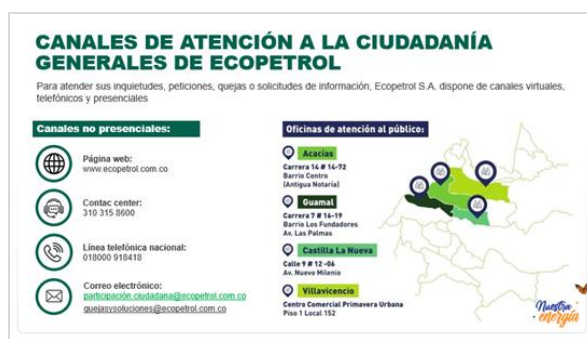 CANALES DE ATENCIÓN A LA CIUDADANÍA
GENERALES DE ECOPETROL
Para atender sus inquietudes, peticiones, quejas o solicitudes de información, Ecopetrol S.A. dispone de canales virtuales,
telefónicos y presenciales
Canales no presenciales:
Página web:
www.ecopetrol.com.co
Contac center:
310 315 8600
Línea telefónica nacional:
018000 918418
Correo electrónico:
participación.ciudadana@ecopetrol.com.co
quejasysoluciones@ecopetrol.com.co
Oficinas de atención al público:
Acacías
Carrera 14 # 14-72
Barrio Centro
(Antigua Notaría)
Guamal
Carrera 7 # 16-19
Barrio Los Fundadores
Av. Las Palmas
Castilla La Nueva
Calle 9 # 12 -06
Av. Nuevo Milenio
Villavicencio
Centro Comercial Primavera Urbana
Piso 1 Local 152
Nuestra
energía